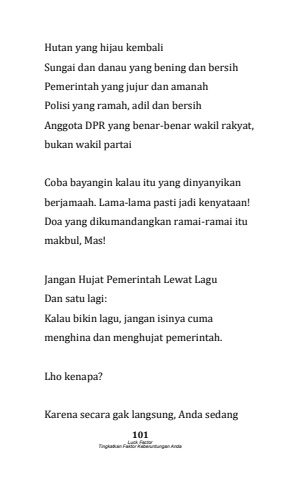 Hutan yang hijau kembali
Sungai dan danau yang bening dan bersih
Pemerintah yang jujur dan amanah
Polisi yang ramah, adil dan bersih
Anggota DPR yang benar-benar wakil rakyat,
bukan wakil partai
Coba bayangin kalau itu yang dinyanyikan
berjamaah. Lama-lama pasti jadi kenyataan!
Doa yang dikumandangkan ramai-ramai itu
makbul, Mas!
Jangan Hujat Pemerintah Lewat Lagu
Dan satu lagi:
Kalau bikin lagu, jangan isinya cuma
menghina dan menghujat pemerintah.
Lho kenapa?
Karena secara gak langsung, Anda sedang
101
Luck Factor
Tingkatkan Faktor Keberuntungan Anda